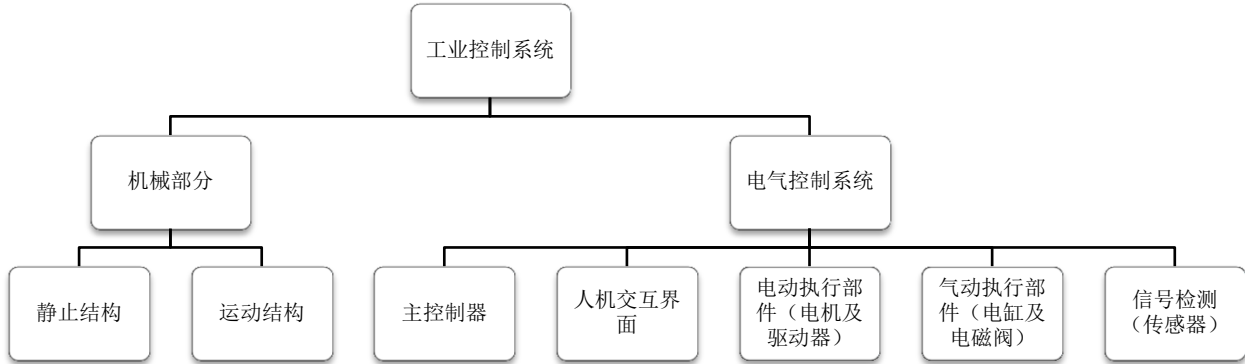 工业控制系统
机械部分
电气控制系统
静止结构
运动结构
主控制器
人机交互界
面
电动执行部
件（电机及
驱动器）
气动执行部
件（电缸及
电磁阀）
信号检测
（传感器）